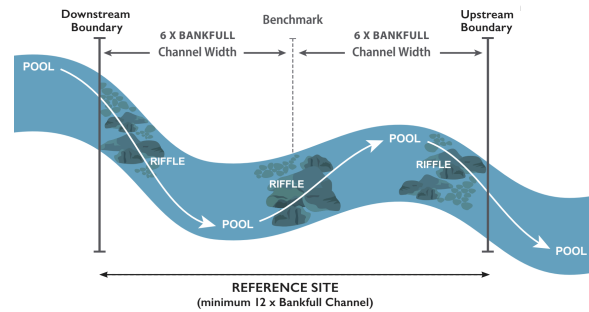 Downstream
Boundary
Benchmark
Upstream
Boundary
6 X BANKFULL
Channel Width
6 X BANKFULL
Channel Width
POOL
RIFFLE
POOL
RIFFLE
POOL
RIFFLE
POOL
REFERENCE SITE
(minimum 12 x Bankfull Channel)